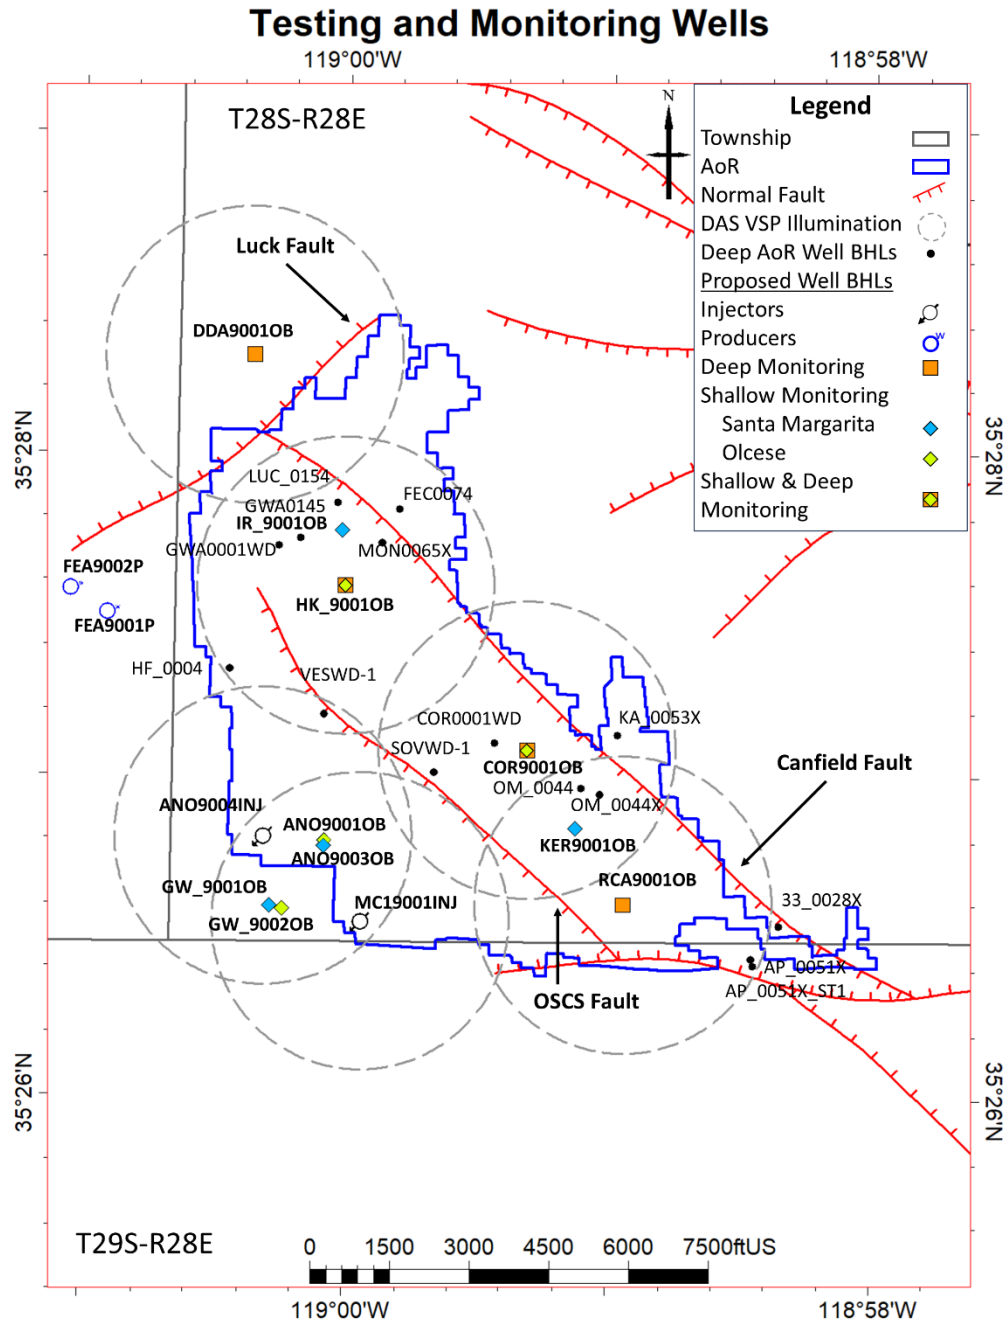 Testing and Monitoring Wells
119°00'W
118°58'W
T28S-R28E
N
Legend
Township
AoR
Normal Fault
DAS VSP Illumination
Deep AoR Well BHLs
Proposed Well BHLs
Injectors
Producers
W
Deep Monitoring
Shallow Monitoring
Santa Margarita
Olcese
Shallow & Deep
Monitoring
Luck Fault
DDA9001OB
35°28'N
35°28'N
LUC_0154
FEC0074
GWA0145
IR_9001OB
GWA0001WD
MON0065X
FEA9002P
HK_9001OB
FEA9001P
HF_0004
VESWD-1
COR0001WD
KA_0053X
SOVWD-1
COR9001OB
Canfield Fault
OM_0044
OM_0044X
ANO9004INJ
ANO9001OB
KER9001OB
ANO9003OB
RCA9001OB
GW_9001OB
MC19001INJ
33_0028X
GW_9002OB
AP_0051X
AP_0051X_ST1
OSCS Fault
35°26'N
35°26'N
T29S-R28E
0 1500 3000 4500 6000 7500ftUS
119°00'W
118°58'W